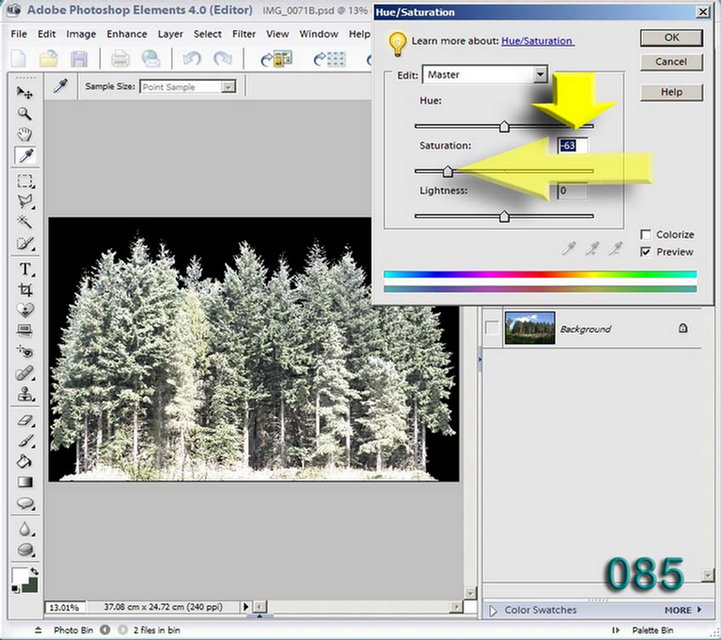 Adobe Photoshop Elements 4.0 (Editor) IMG_0071B.psd @ 13%
File Edit Image Enhance Layer Select Filter View Window Help
Sample Size: Point Sample
Hue/Saturation
Learn more about: Hue/Saturation
OK
Cancel
Help
Edit: Master
Hue:
Saturation: -63
Lightness: 0
Colorize
Preview
Background
T
085
13.01% 37.08 cm x 24.72 cm (240 ppi)
Color Swatches MORE
Photo Bin 2 files in bin Palette Bin